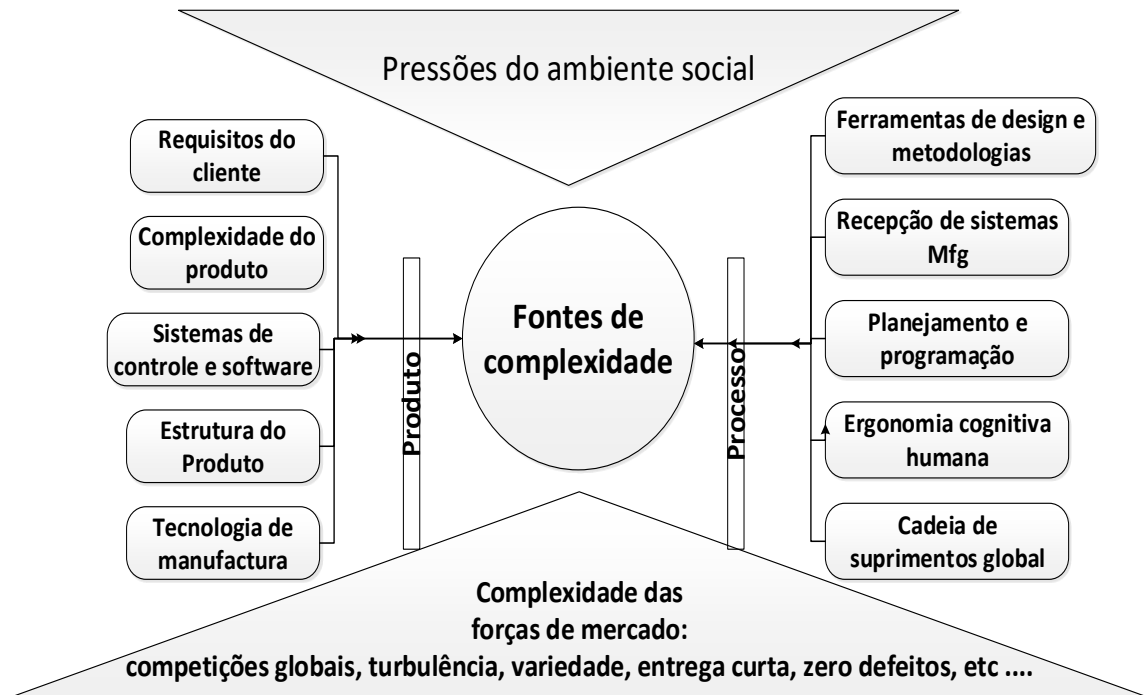 Pressões do ambiente social
Requisitos do
cliente
Complexidade do
produto
Sistemas de
controle e software
Estrutura do
Produto
Tecnologia de
manufactura
Produto
Fontes de
complexidade
Processo
Ferramentas de design e
metodologias
Recepção de sistemas
Mfg
Planejamento e
programação
Ergonomia cognitiva
humana
Cadeia de
suprimentos global
Complexidade das
forças de mercado:
competições globais, turbulência, variedade, entrega curta, zero defeitos, etc ....